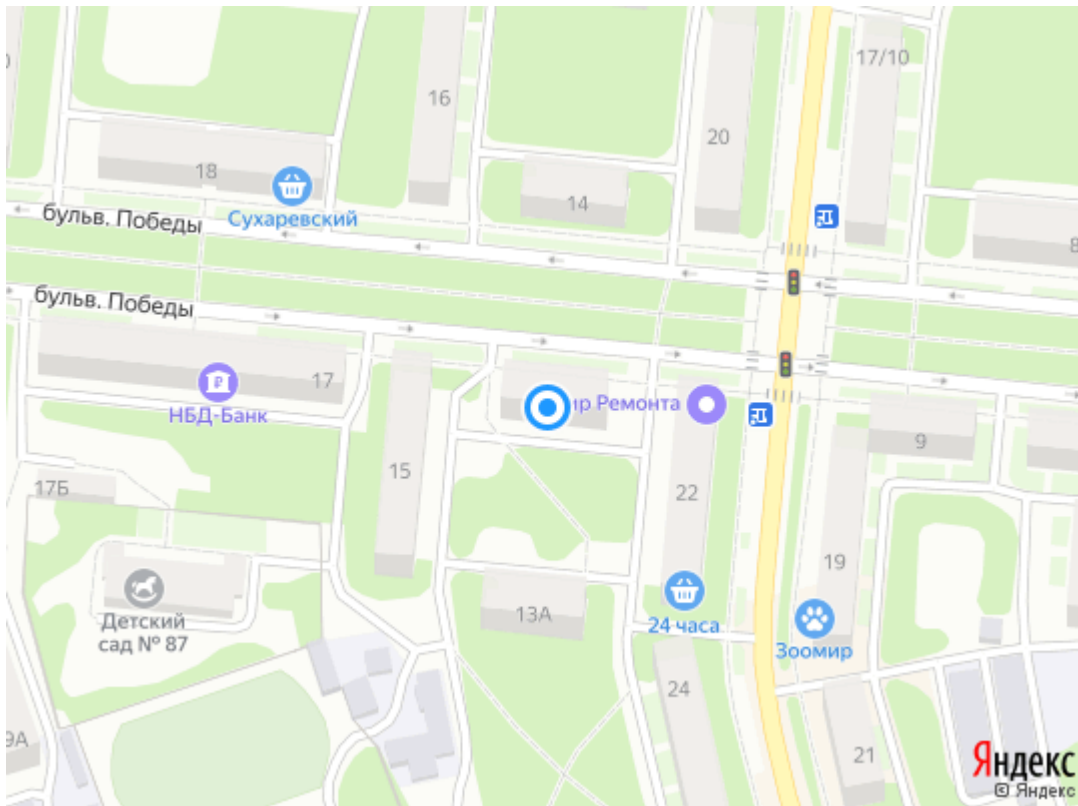 17/10
16
20
18
14
Сухаревский
бульв. Победы
8
бульв. Победы
17
НБД-Банк
Ремонта
9
15
17Б
22
19
Детский
сад № 87
13А
24 часа
Зоомир
24
21
9А
Яндекс
© Яндекс